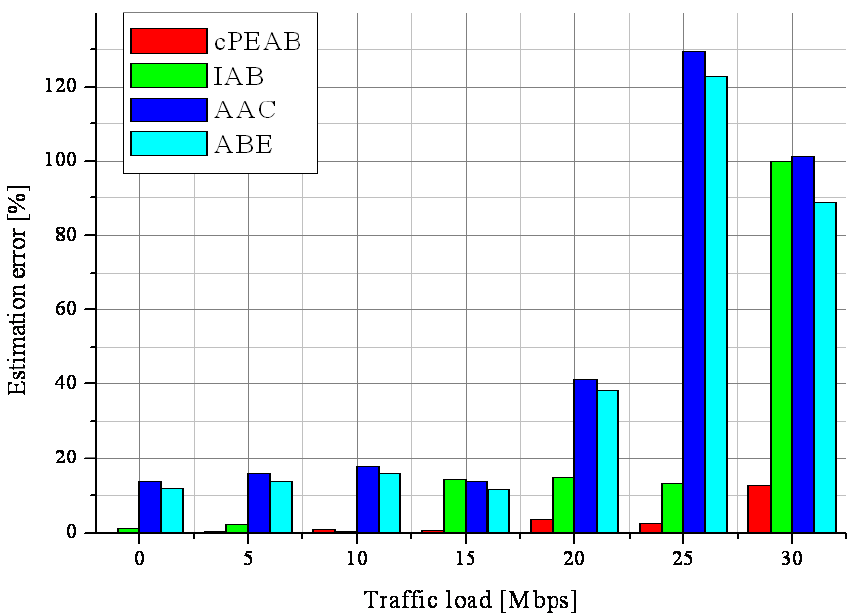 cPEAB
IAB
AAC
ABE
Estimation error [%]
120
100
80
60
40
20
0
0 5 10 15 20 25 30
Traffic load [Mbps]